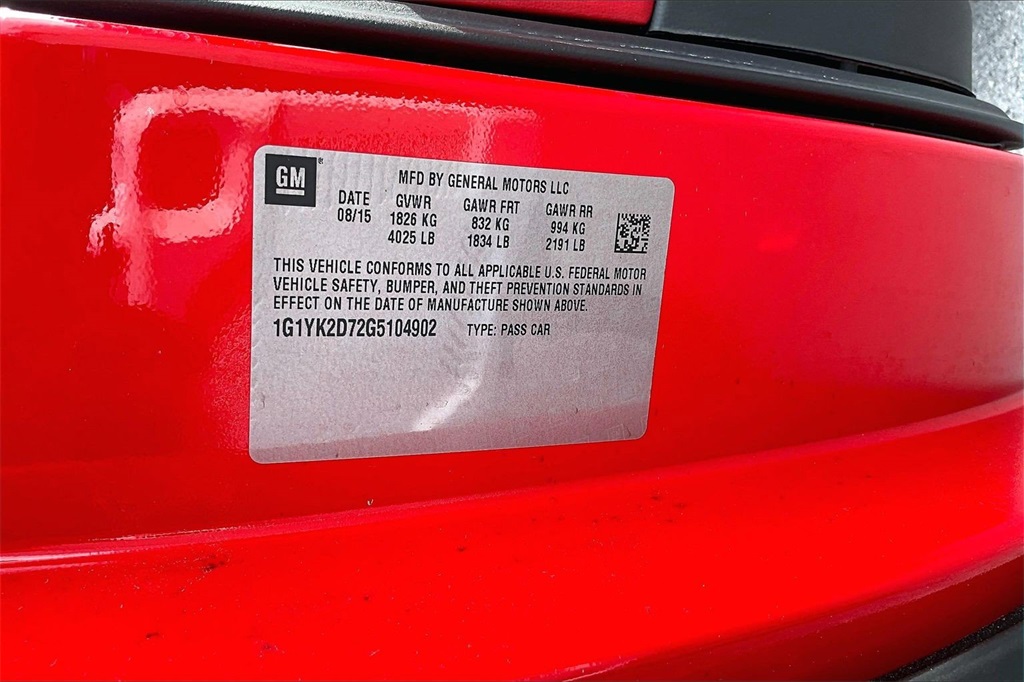 GM
MFD BY GENERAL MOTORS LLC
DATE GVWR GAWR FRT GAWR RR
08/15 1826 KG 832 KG 994 KG
4025 LB 1834 LB 2191 LB
THIS VEHICLE CONFORMS TO ALL APPLICABLE U.S. FEDERAL MOTOR
VEHICLE SAFETY, BUMPER, AND THEFT PREVENTION STANDARDS IN
EFFECT ON THE DATE OF MANUFACTURE SHOWN ABOVE.
1G1YK2D72G5104902 TYPE: PASS CAR